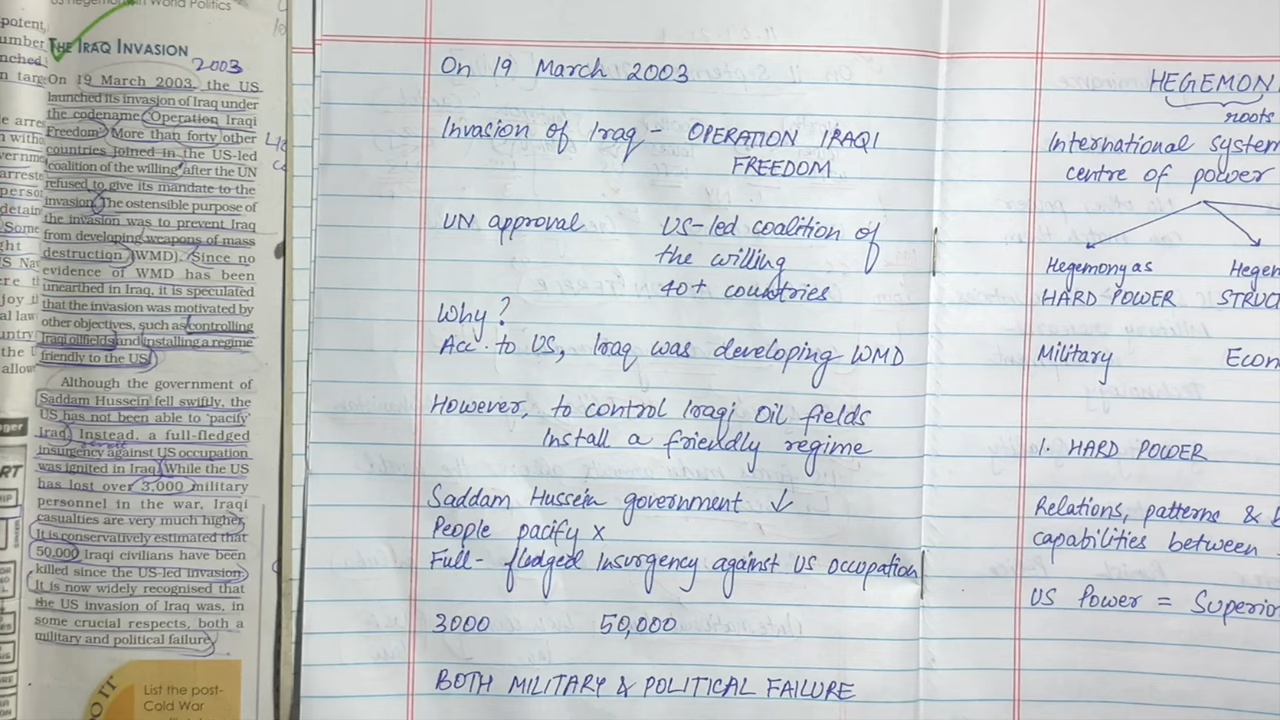 US Hegemony in World Politics
THE IRAQ INVASION
2003
On 19 March 2003, the US
launched its invasion of Iraq under
the codename Operation Iraqi
Freedom. More than forty other
countries joined in the US-led
coalition of the willing after the UN
refused to give its mandate to the
invasion. The ostensible purpose of
the invasion was to prevent Iraq
from developing weapons of mass
destruction (WMD). Since no
evidence of WMD has been
unearthed in Iraq, it is speculated
that the invasion was motivated by
other objectives, such as controlling
Iraqi oilfields and installing a regime
friendly to the US.
Although the government of
Saddam Hussein fell swiftly, the
US has not been able to 'pacify'
Iraq. Instead, a full-fledged
insurgency against US occupation
was ignited in Iraq. While the US
has lost over 3,000 military
personnel in the war, Iraqi
casualties are very much higher.
It is conservatively estimated that
50,000 Iraqi civilians have been
killed since the US-led invasion.
It is now widely recognised that
the US invasion of Iraq was, in
some crucial respects, both a
military and political failure.
List the post-
Cold War
On 19 March 2003
Invasion of Iraq - OPERATION IRAQI
FREEDOM
UN approval US-led coalition of
the willing
40+ countries
Why?
Acc. to US, Iraq was developing WMD
However, to control Iraqi Oil fields
Install a friendly regime
Saddam Hussein government ↓
People pacify x
Full-fledged Insurgency against US occupation
3000 50,000
BOTH MILITARY & POLITICAL FAILURE
HEGEMON
roots
International system
centre of power
Hegemony as Hegem
HARD POWER STRUC
Military Econ
1. HARD POWER
Relations, patterns &
capabilities between
US Power = Superio